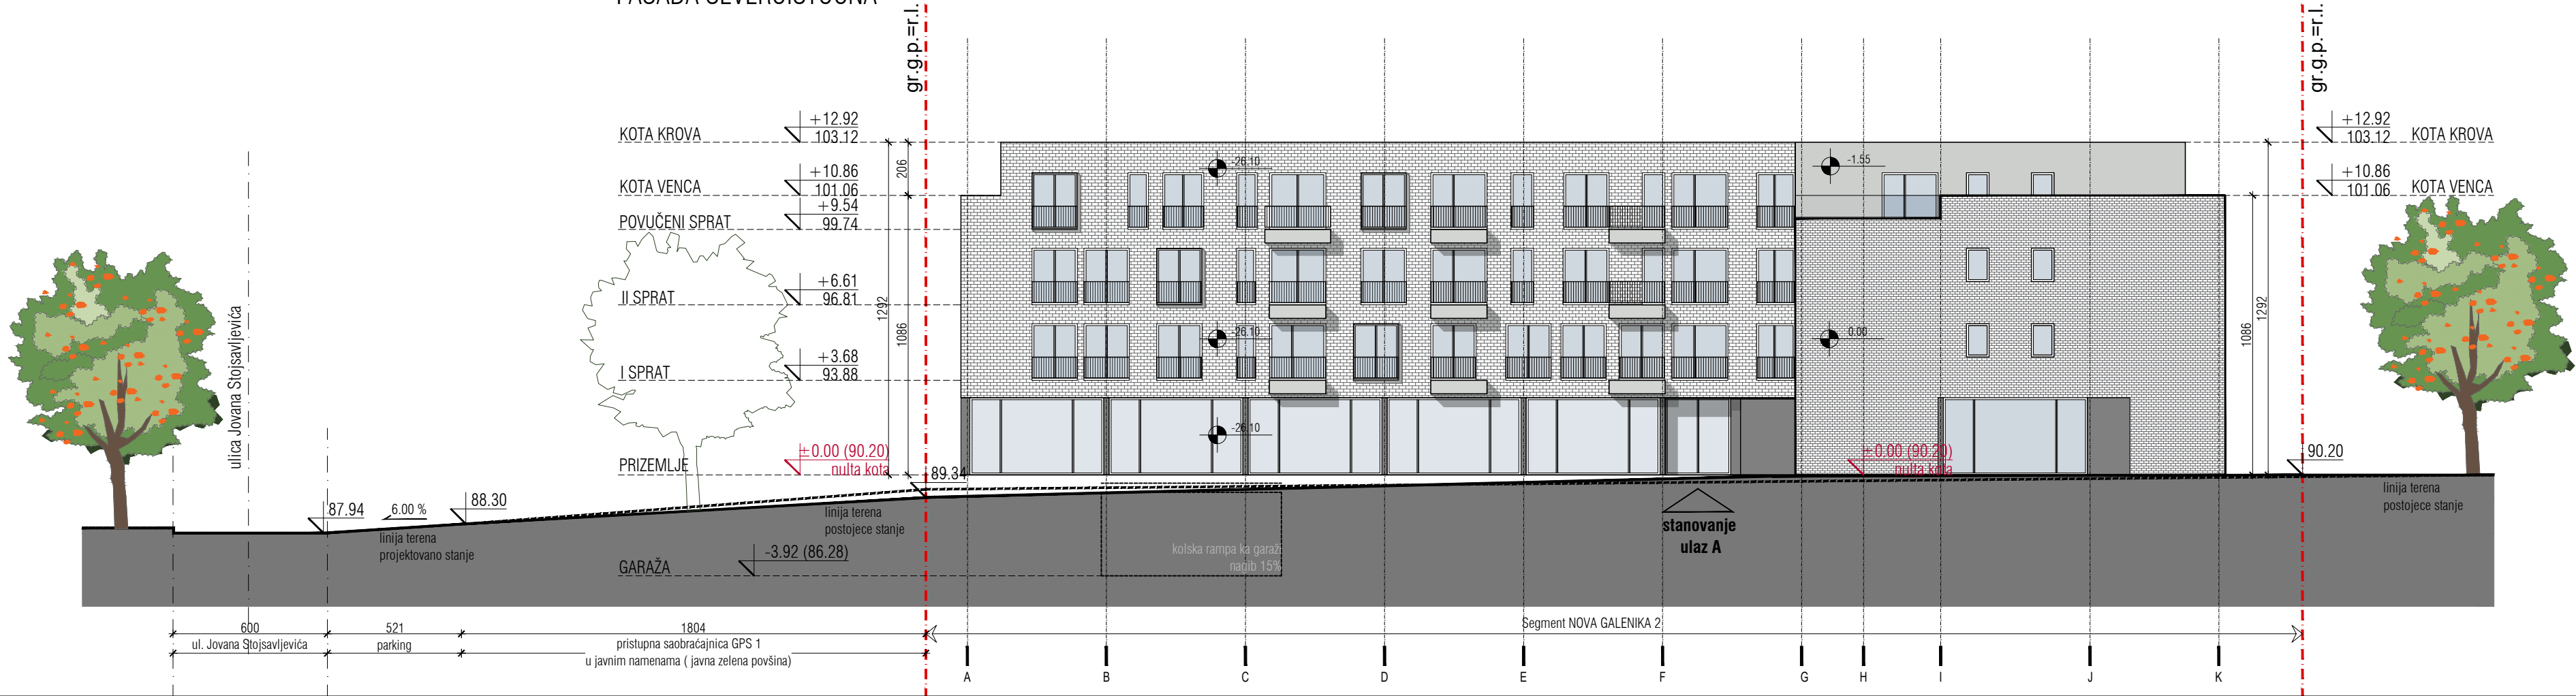 gr.g.p.=r.l.
gr.g.p.=r.l.
KOTA KROVA
+12.92
103.12
KOTA VENCA
+10.86
101.06
POVUČENI SPRAT
+9.54
99.74
II SPRAT
+6.61
96.81
I SPRAT
+3.68
93.88
PRIZEMLJE
±0.00 (90.20)
nulta kota
GARAŽA
-3.92 (86.28)
206
1292
1086
-26.10
-26.10
-26.10
-1.55
0.00
±0.00 (90.20)
nulta kota
+12.92
103.12
KOTA KROVA
+10.86
101.06
KOTA VENCA
1086
1292
90.20
linija terena
postojece stanje
ulica Jovana Stojsavljevića
87.94
6.00 %
88.30
89.34
linija terena
projektovano stanje
linija terena
postojece stanje
kolska rampa ka garaži
nagib 15%
stanovanje
ulaz A
600
ul. Jovana Stojsavljevića
521
parking
1804
pristupna saobraćajnica GPS 1
u javnim namenama ( javna zelena povšina)
Segment NOVA GALENIKA 2
A
B
C
D
E
F
G
H
I
J
K